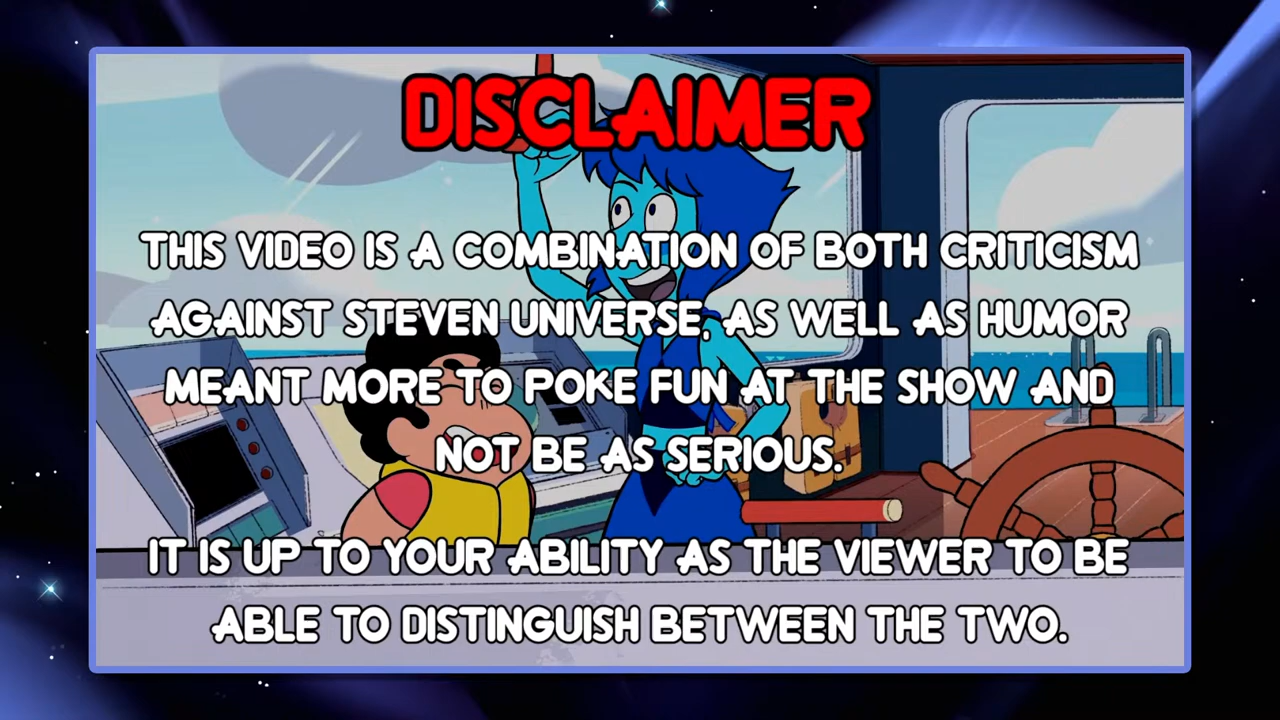 DISCLAIMER
THIS VIDEO IS A COMBINATION OF BOTH CRITICISM
AGAINST STEVEN UNIVERSE, AS WELL AS HUMOR
MEANT MORE TO POKE FUN AT THE SHOW AND
NOT BE AS SERIOUS.
IT IS UP TO YOUR ABILITY AS THE VIEWER TO BE
ABLE TO DISTINGUISH BETWEEN THE TWO.